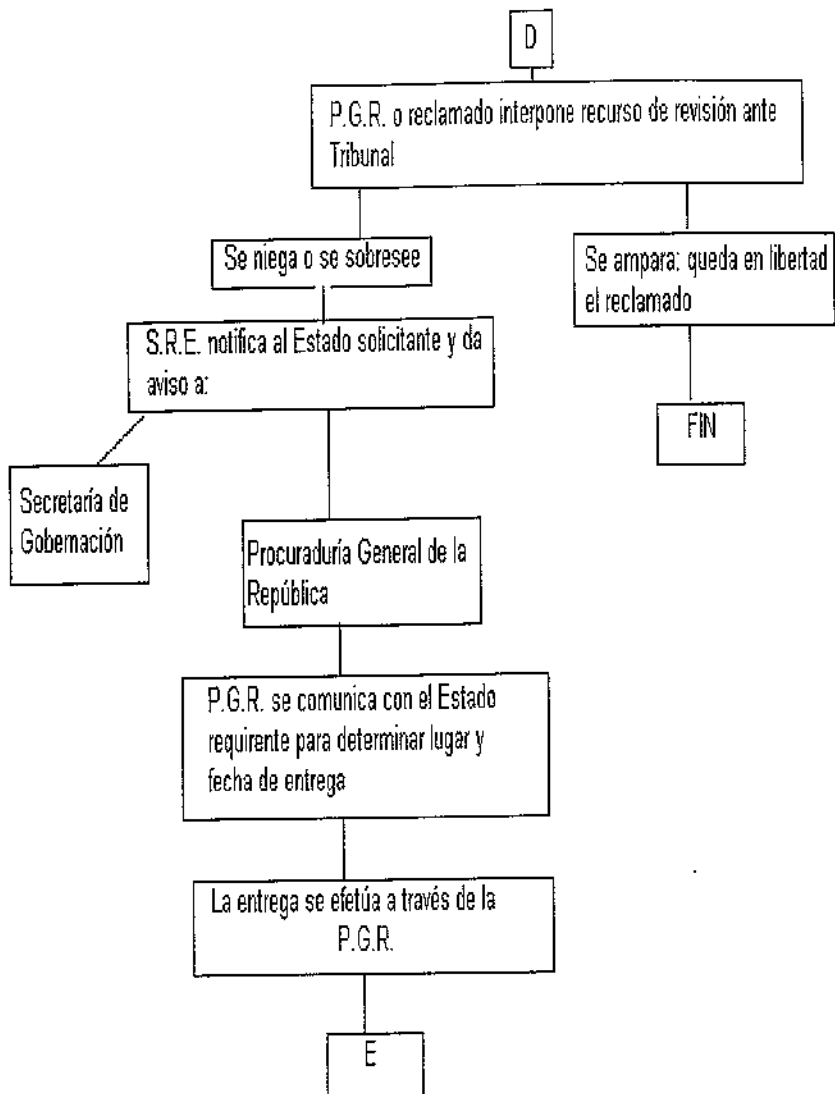 D
P.G.R. o reclamado interpone recurso de revisión ante
Tribunal
Se niega o se sobresee
Se ampara: queda en libertad
el reclamado
S.R.E. notifica al Estado solicitante y da
aviso a:
FIN
Secretaría de
Gobernación
Procuraduría General de la
República
P.G.R. se comunica con el Estado
requirente para determinar lugar y
fecha de entrega
La entrega se efetúa a través de la
P.G.R.
E